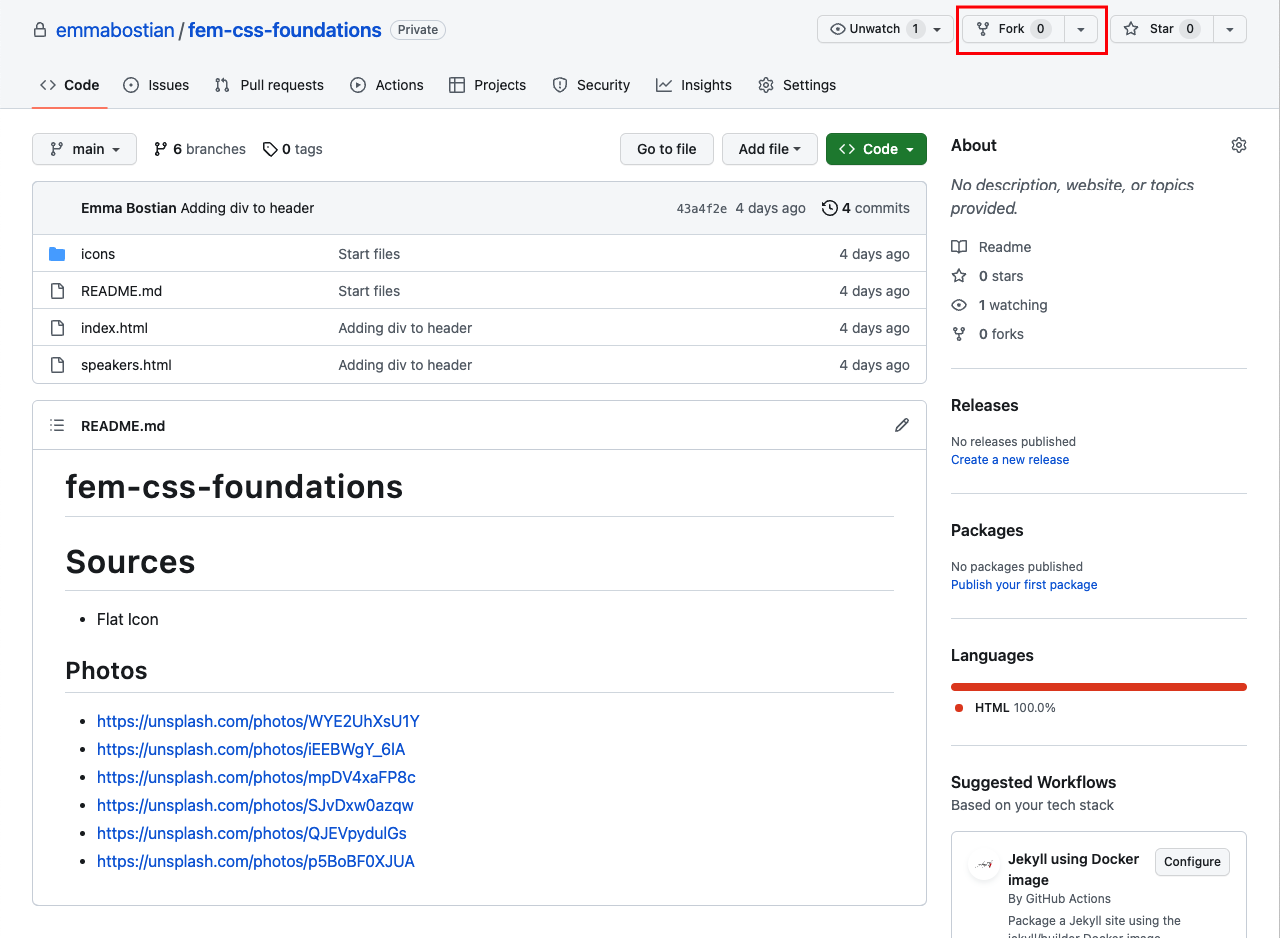 emmabostian / fem-css-foundations Private
Unwatch 1 Fork 0 Star 0
Code Issues Pull requests Actions Projects Security Insights Settings
main 6 branches 0 tags Go to file Add file Code
Emma Bostian Adding div to header 43a4f2e 4 days ago 4 commits
icons Start files 4 days ago
README.md Start files 4 days ago
index.html Adding div to header 4 days ago
speakers.html Adding div to header 4 days ago
README.md
fem-css-foundations
Sources
• Flat Icon
Photos
• https://unsplash.com/photos/WYE2UhXsU1Y
• https://unsplash.com/photos/iEEBWgY_6lA
• https://unsplash.com/photos/mpDV4xaFP8c
• https://unsplash.com/photos/SJvDxw0azqw
• https://unsplash.com/photos/QJEVpydulGs
• https://unsplash.com/photos/p5BoBF0XJUA
About
No description, website, or topics
provided.
Readme
0 stars
1 watching
0 forks
Releases
No releases published
Create a new release
Packages
No packages published
Publish your first package
Languages
HTML 100.0%
Suggested Workflows
Based on your tech stack
Jekyll using Docker
image
Configure
By GitHub Actions
Package a Jekyll site using the
jekyll/builder Docker image